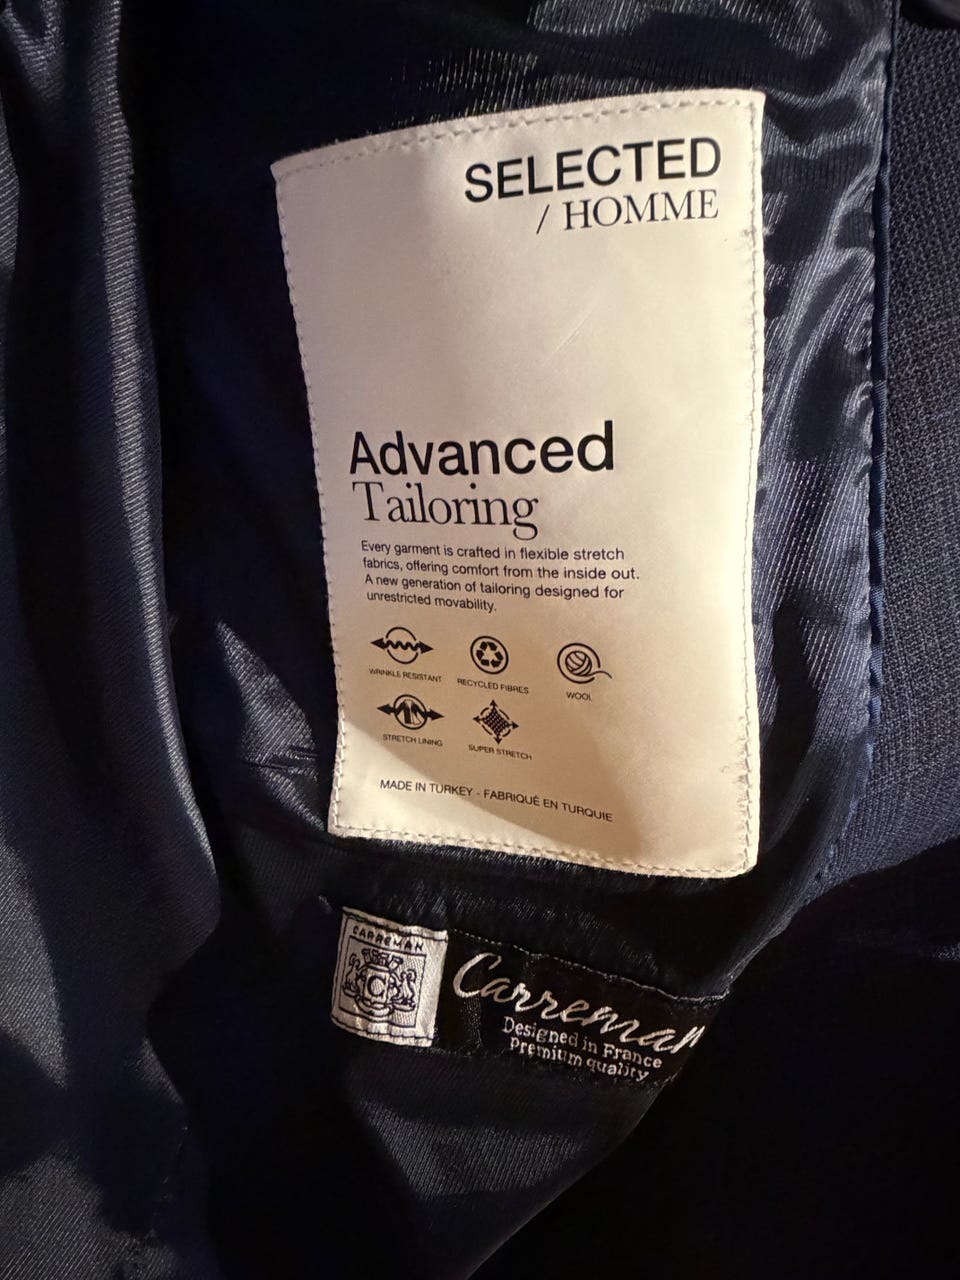 SELECTED
/ HOMME
Advanced
Tailoring
Every garment is crafted in flexible stretch
fabrics, offering comfort from the inside out.
A new generation of tailoring designed for
unrestricted movability.
WRINKLE RESISTANT
RECYCLED FIBRES
WOOL
STRETCH LINING
SUPER STRETCH
MADE IN TURKEY - FABRIQUÉ EN TURQUIE
CARREMAN
C
Carreman
Designed in France
Premium quality